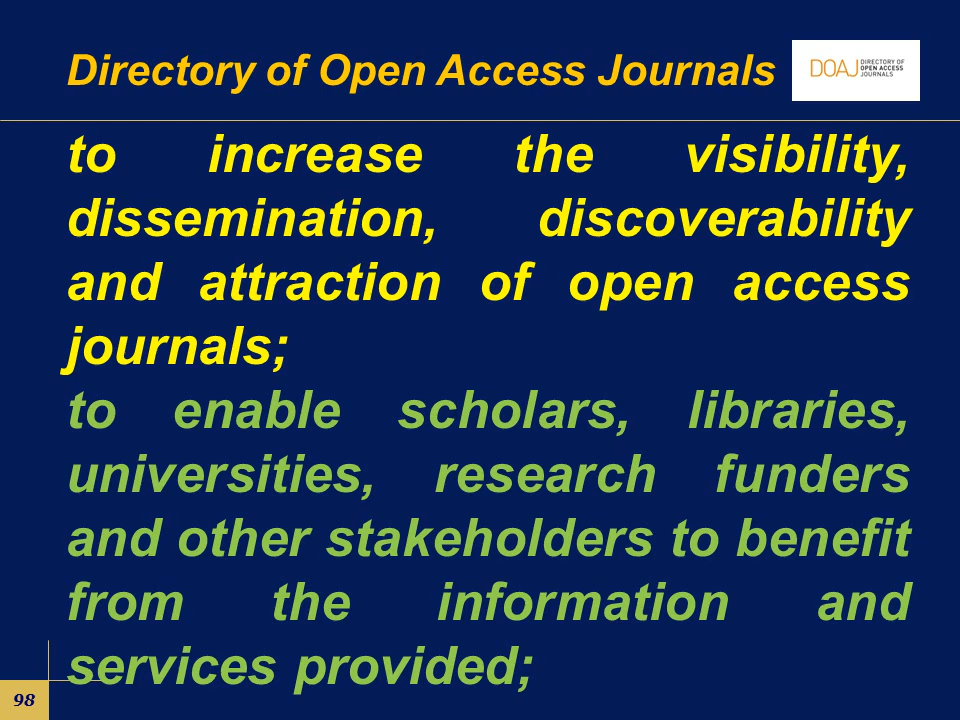 Directory of Open Access Journals
DOAJ DIRECTORY OF
OPEN ACCESS
JOURNALS
to increase the visibility,
dissemination, discoverability
and attraction of open access
journals;
to enable scholars, libraries,
universities, research funders
and other stakeholders to benefit
from the information and
services provided;
98